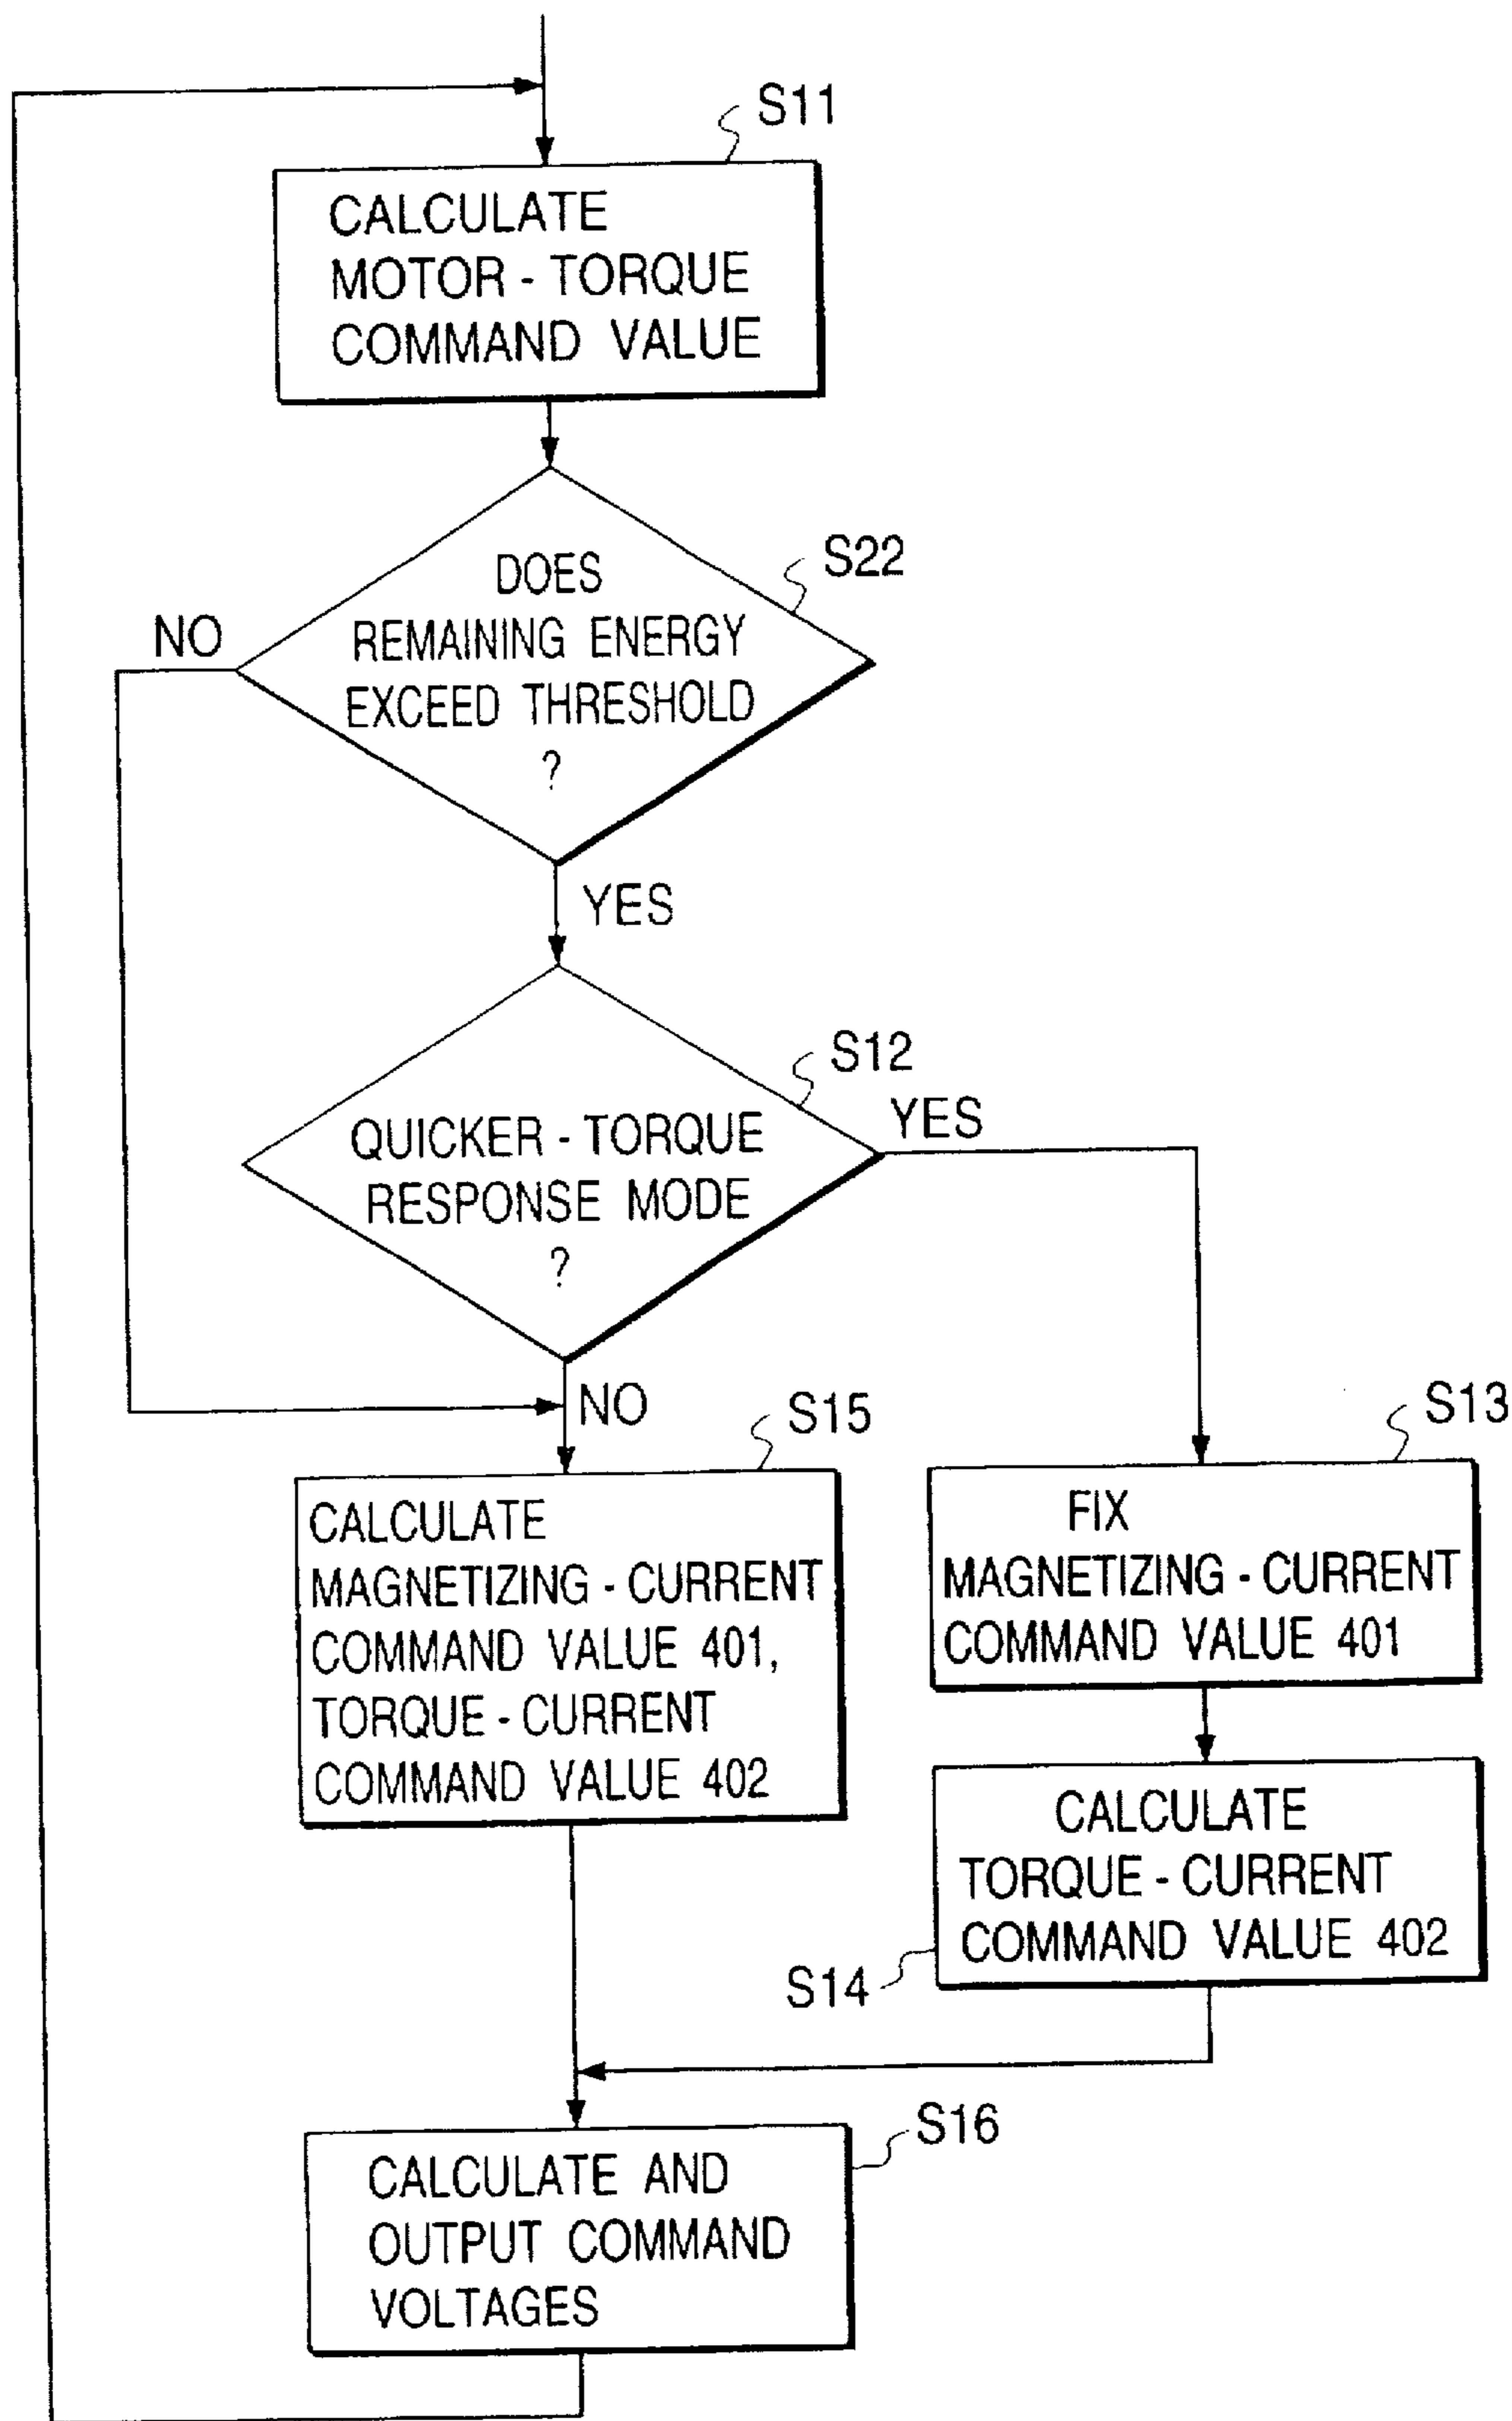 S11
CALCULATE
MOTOR - TORQUE
COMMAND VALUE
S22
DOES
REMAINING ENERGY
EXCEED THRESHOLD
?
NO
YES
S12
QUICKER - TORQUE
RESPONSE MODE
?
YES
NO
S15
CALCULATE
MAGNETIZING - CURRENT
COMMAND VALUE 401,
TORQUE - CURRENT
COMMAND VALUE 402
S13
FIX
MAGNETIZING - CURRENT
COMMAND VALUE 401
CALCULATE
TORQUE - CURRENT
COMMAND VALUE 402
S14
S16
CALCULATE AND
OUTPUT COMMAND
VOLTAGES